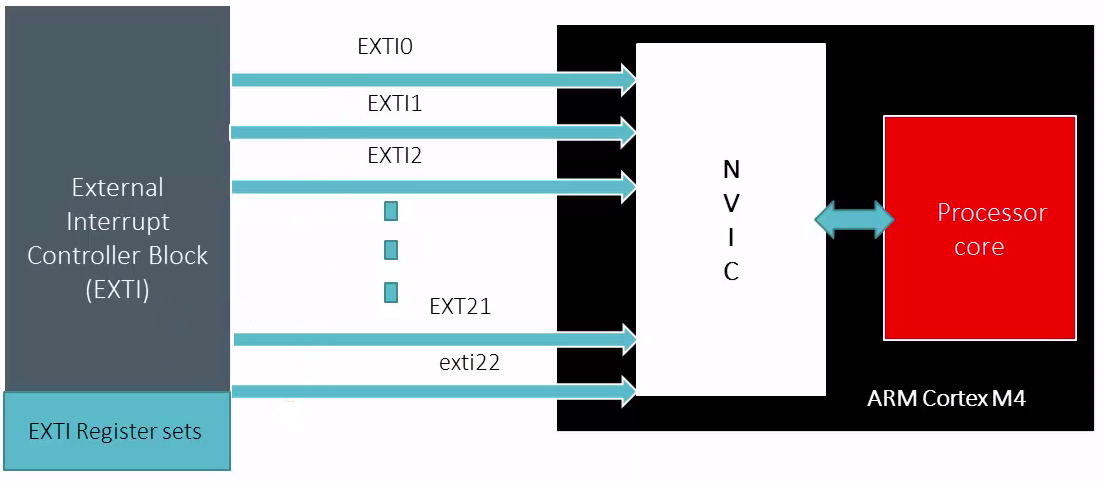 EXTI0
EXTI1
EXTI2
External
Interrupt
Controller Block
(EXTI)
EXT21
exti22
EXTI Register sets
N
V
I
C
Processor
core
ARM Cortex M4